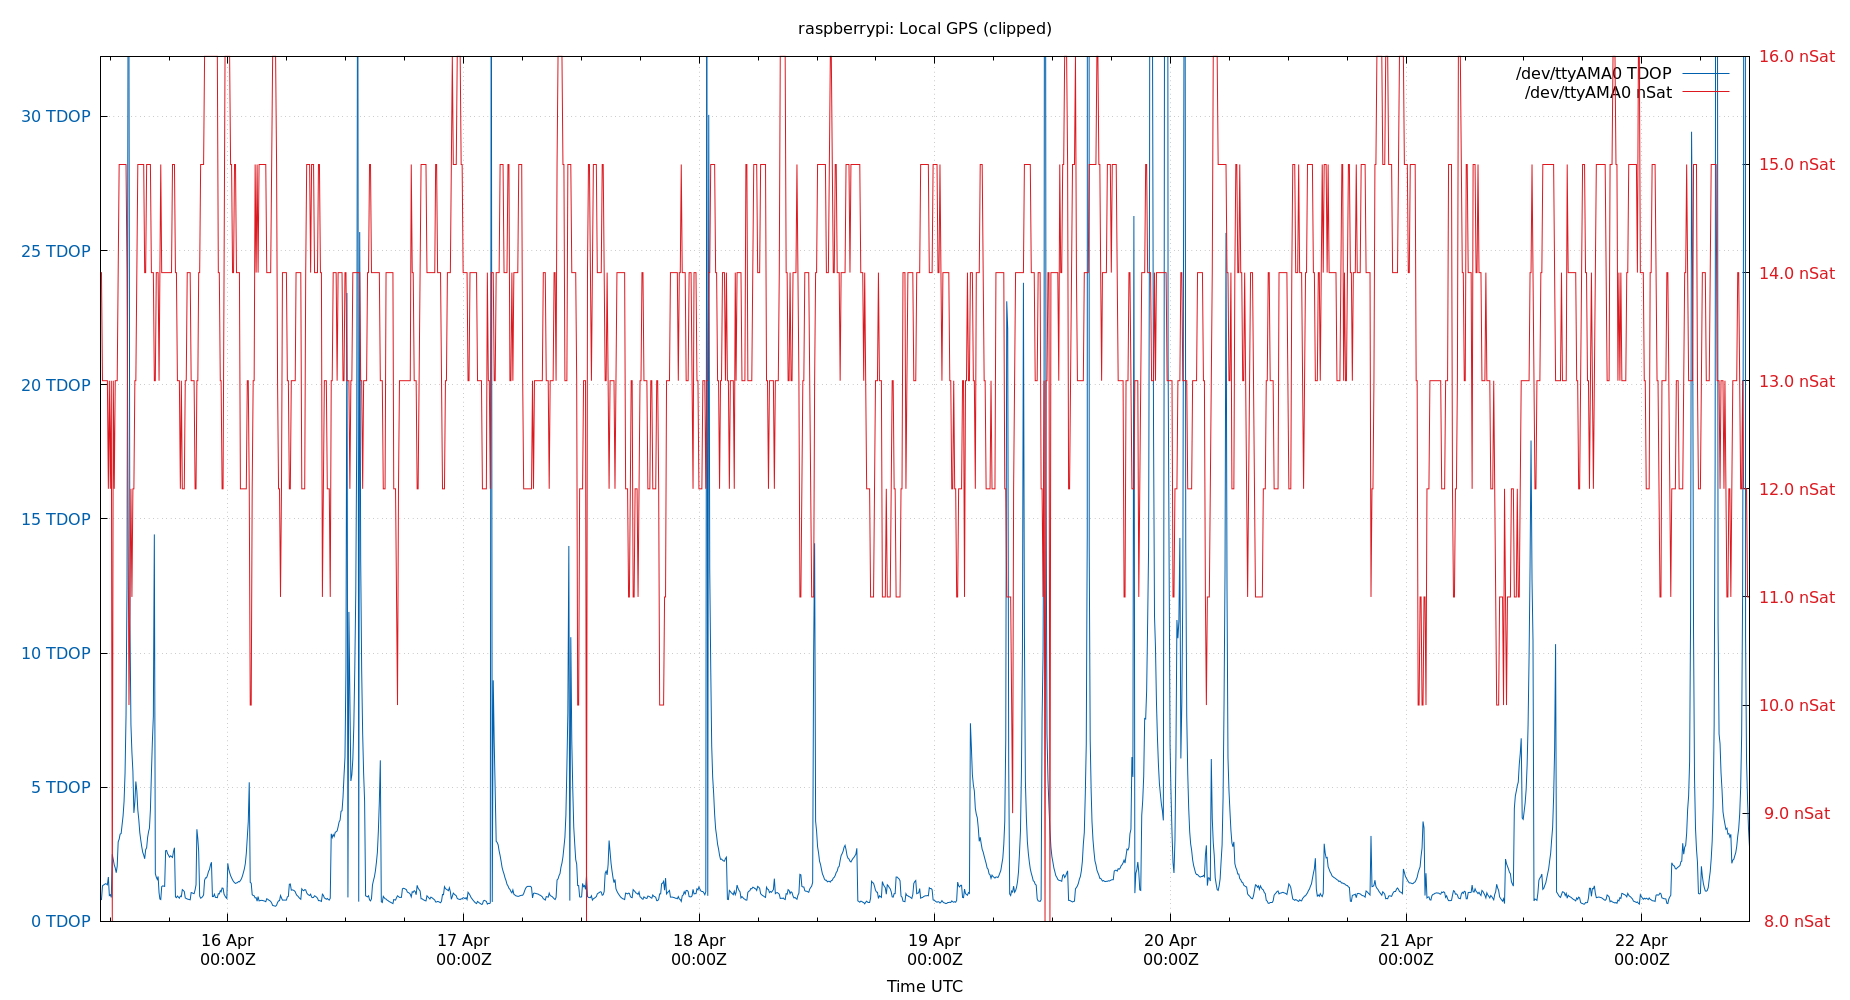 raspberrypi: Local GPS (clipped)
/dev/ttyAMA0 TDOP
/dev/ttyAMA0 nSat
30 TDOP
25 TDOP
20 TDOP
15 TDOP
10 TDOP
5 TDOP
0 TDOP
16.0 nSat
15.0 nSat
14.0 nSat
13.0 nSat
12.0 nSat
11.0 nSat
10.0 nSat
9.0 nSat
8.0 nSat
16 Apr
00:00Z
17 Apr
00:00Z
18 Apr
00:00Z
19 Apr
00:00Z
20 Apr
00:00Z
21 Apr
00:00Z
22 Apr
00:00Z
Time UTC